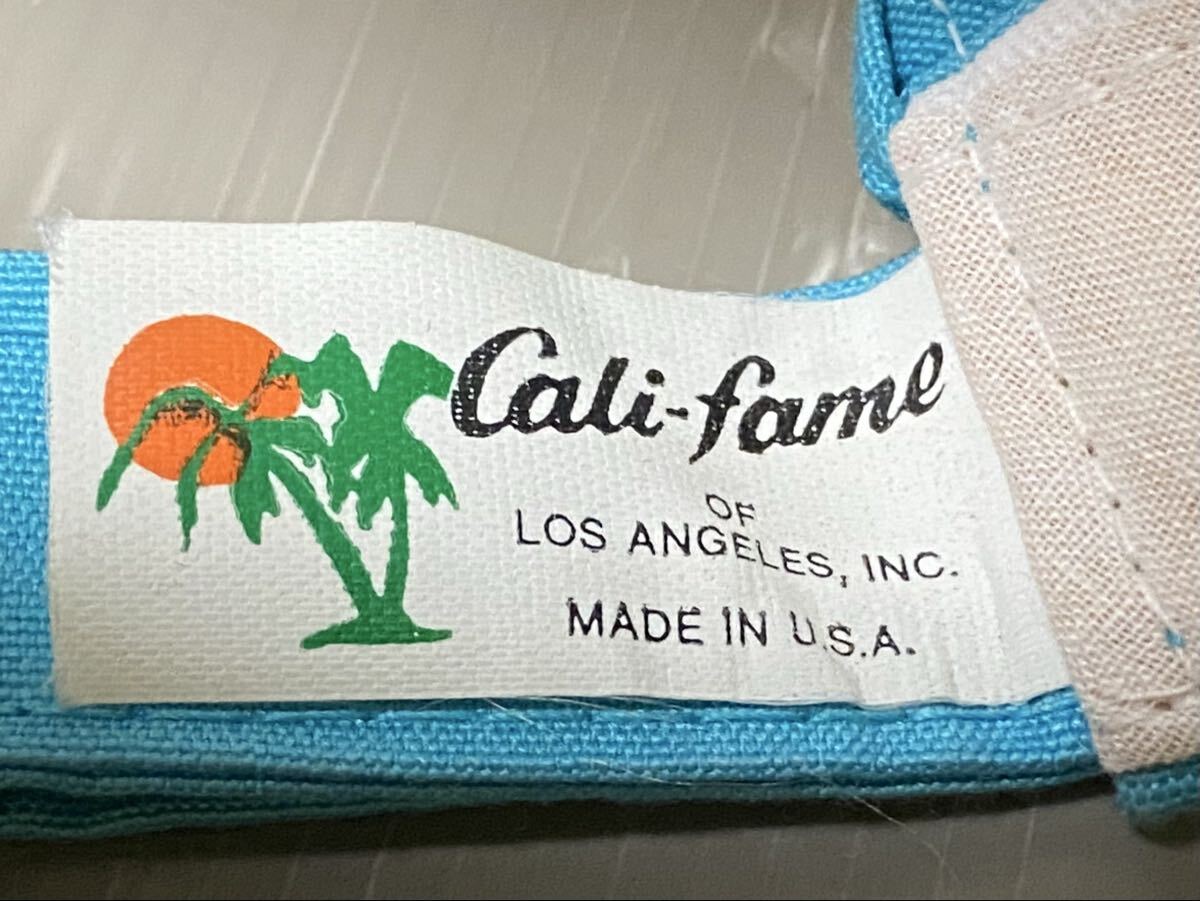 Cali-fame
OF
LOS ANGELES, INC.
MADE IN U.S.A.